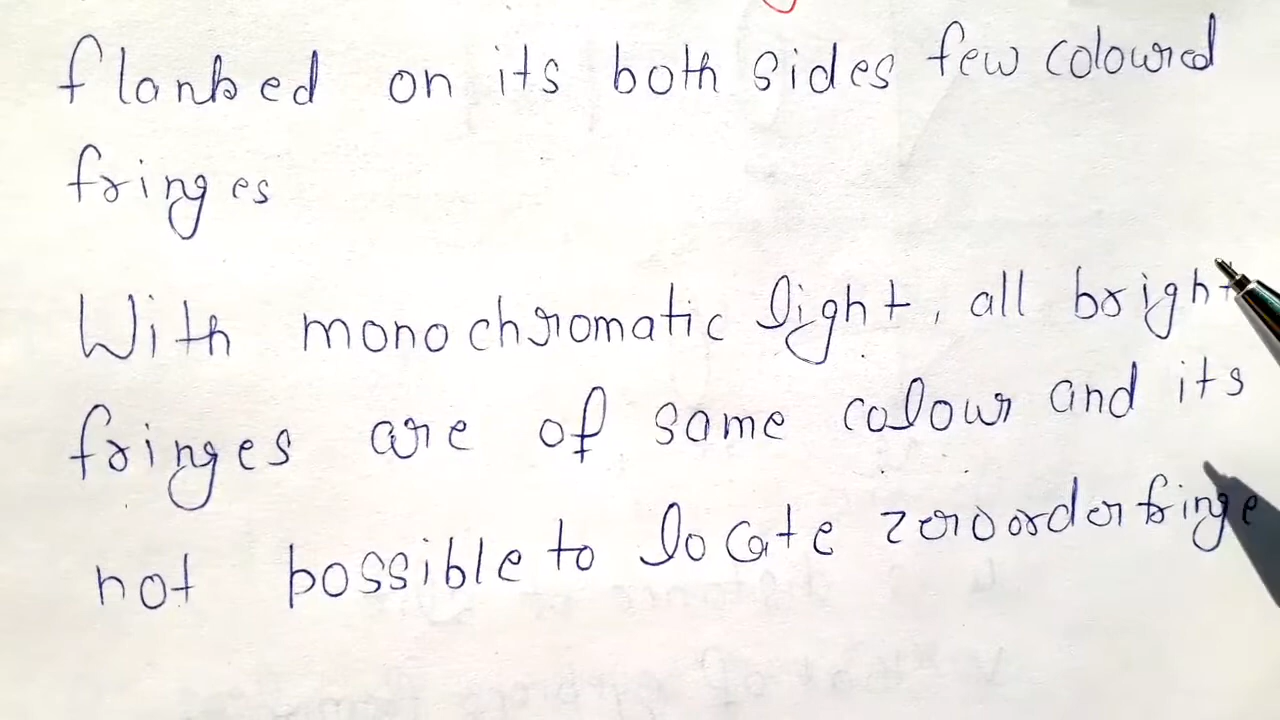 flanked on its both sides few coloured
fringes
With monochromatic light, all bright
fringes are of same colour and its
not possible to locate zero order fringe